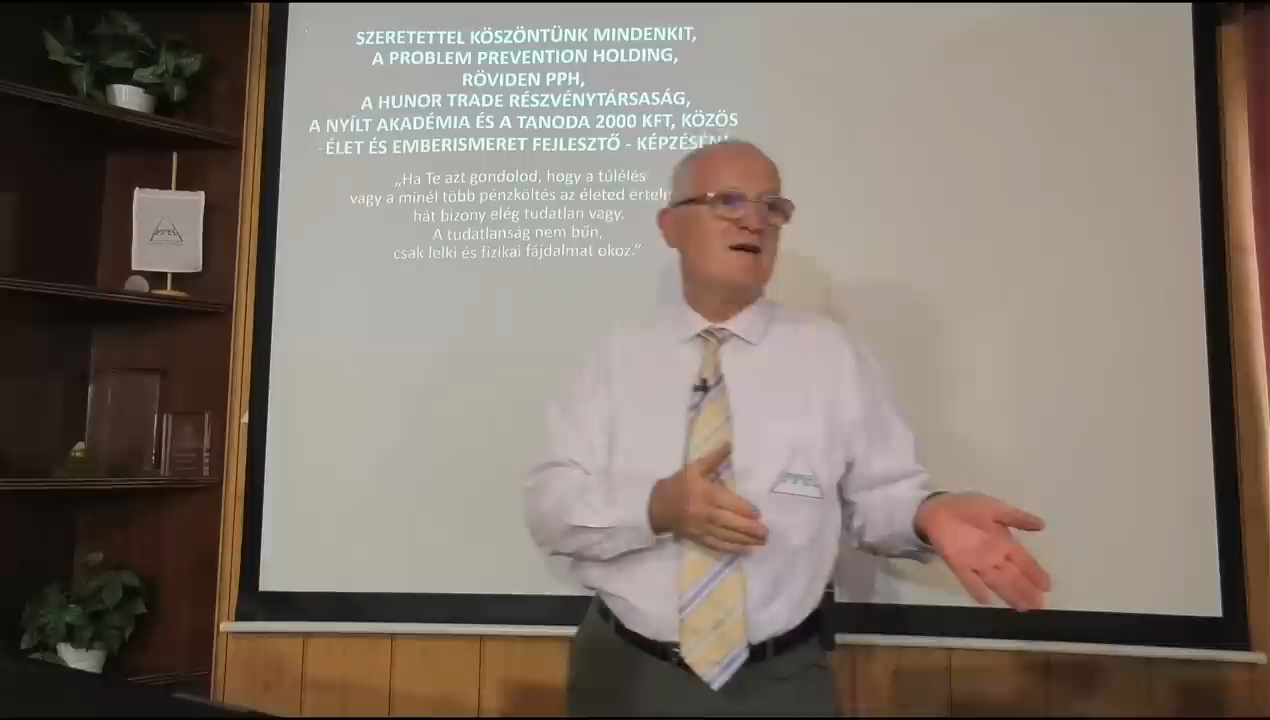 SZERETETTEL KÖSZÖNTÜNK MINDENKIT,
A PROBLEM PREVENTION HOLDING,
RÖVIDEN PPH,
A HUNOR TRADE RÉSZVÉNYTÁRSASÁG,
A NYÍLT AKADÉMIA ÉS A TANODA 2000 KFT, KÖZÖS
- ÉLET ÉS EMBERISMERET FEJLESZTŐ - KÉPZÉSÉN!
„Ha Te azt gondolod, hogy a túlélés
vagy a minél több pénzköltés az életed
hát bizony elég tudatlan vagy.
A tudatlanság nem bűn,
csak lelki és fizikai fájdalmat okoz.”